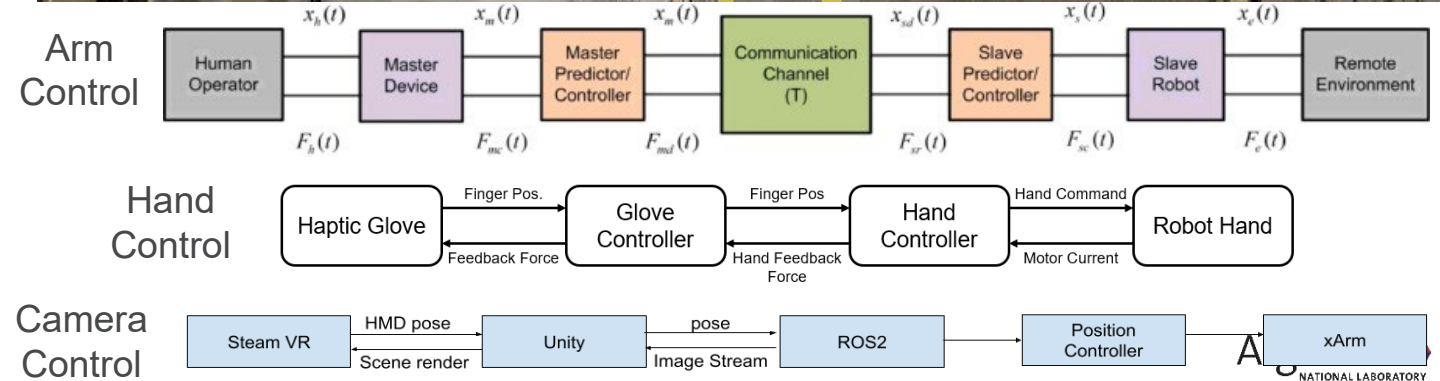 x_h(t)
x_m(t)
x_m(t)
x_sd(t)
x_s(t)
x_e(t)
Arm
Control
Human
Operator
Master
Device
Master
Predictor/
Controller
Communication
Channel
(T)
Slave
Predictor/
Controller
Slave
Robot
Remote
Environment
F_h(t)
F_mc(t)
F_md(t)
F_sr(t)
F_sc(t)
F_e(t)
Hand
Control
Haptic Glove
Finger Pos.
Feedback Force
Glove
Controller
Finger Pos
Hand Feedback
Force
Hand
Controller
Hand Command
Motor Current
Robot Hand
Camera
Control
Steam VR
HMD pose
Scene render
Unity
pose
Image Stream
ROS2
Position
Controller
xArm
NATIONAL LABORATORY